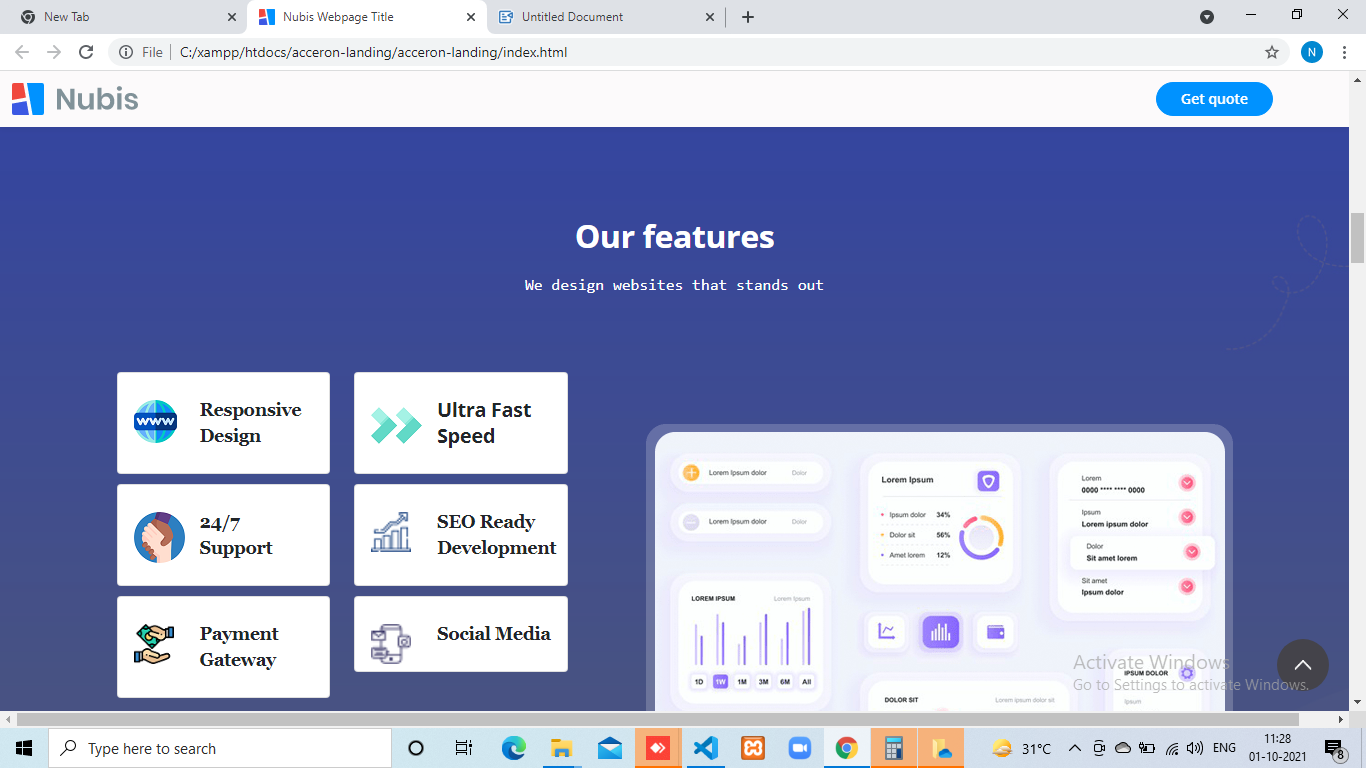 New Tab
Nubis Webpage Title
Untitled Document
File
C:/xampp/htdocs/acceron-landing/acceron-landing/index.html
N
Nubis
Get quote
Our features
We design websites that stands out
www
Responsive
Design
Ultra Fast
Speed
24/7
Support
SEO Ready
Development
Payment
Gateway
Social Media
Lorem Ipsum dolor Dolor
Lorem Ipsum dolor Dolor
LOREM IPSUM Lorem Ipsum
1D 1W 1M 3M 6M All
Lorem Ipsum
Ipsum dolor 34%
Dolor sit 56%
Amet lorem 12%
DOLOR SIT Lorem ipsum dolor sit
Lorem
0000 **** **** 0000
Ipsum
Lorem ipsum dolor
Dolor
Sit amet lorem
Sit amet
Ipsum dolor
IPSUM DOLOR
Ipsum
Activate Windows
Go to Settings to activate Windows.
Type here to search
31°C
ENG
11:28
01-10-2021
8